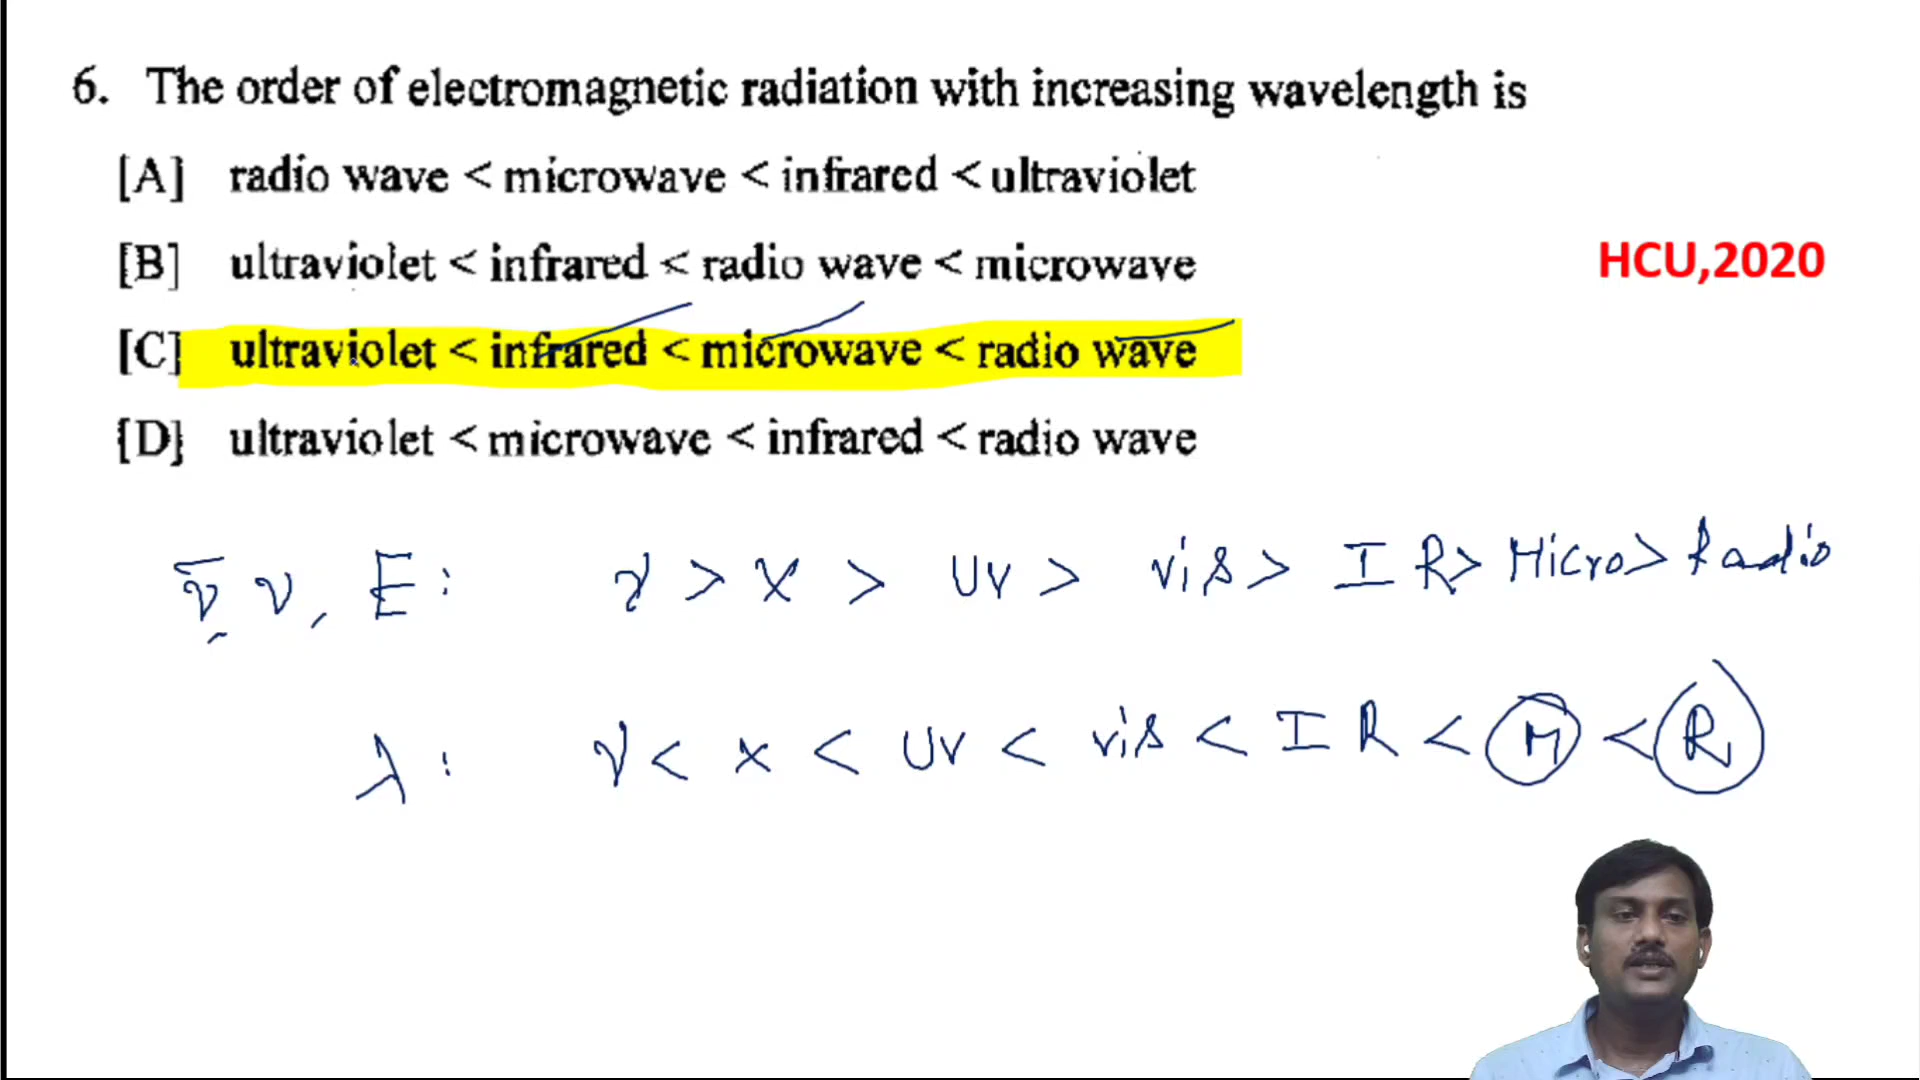 6. The order of electromagnetic radiation with increasing wavelength is
[A] radio wave < microwave < infrared < ultraviolet
[B] ultraviolet < infrared < radio wave < microwave
HCU,2020
[C] ultraviolet < infrared < microwave < radio wave
[D] ultraviolet < microwave < infrared < radio wave
ν̄, ν, E: γ > X > UV > vis > IR > Micro > Radio
λ: γ < x < UV < vis < IR < M < R